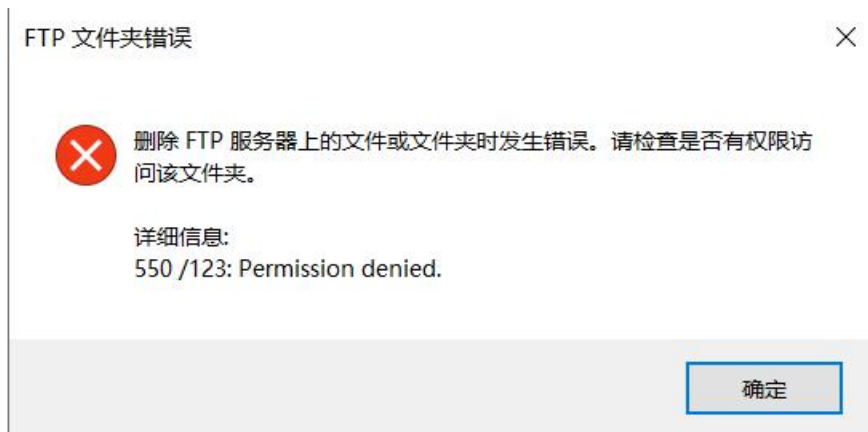 FTP 文件夹错误
删除 FTP 服务器上的文件或文件夹时发生错误。请检查是否有权限访
问该文件夹。
详细信息:
550 /123: Permission denied.
确定